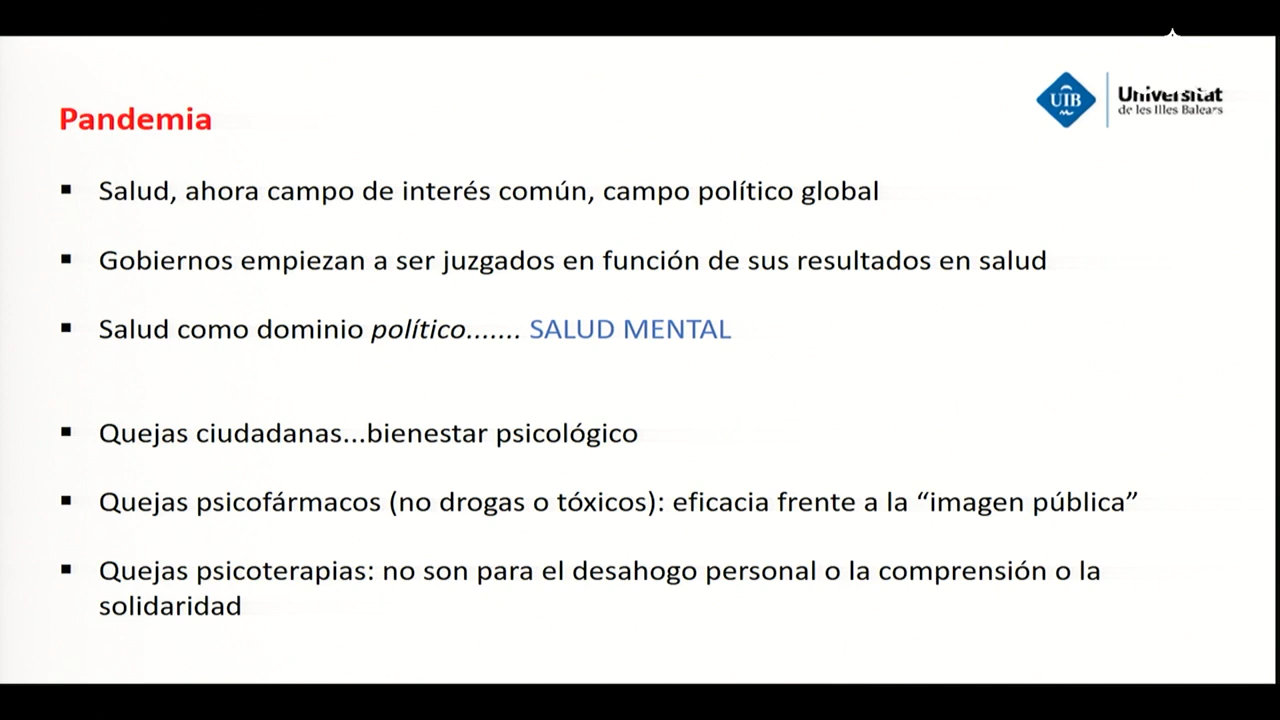 Pandemia
UIB
Universitat
de les Illes Balears
▪ Salud, ahora campo de interés común, campo político global
▪ Gobiernos empiezan a ser juzgados en función de sus resultados en salud
▪ Salud como dominio político....... SALUD MENTAL
▪ Quejas ciudadanas...bienestar psicológico
▪ Quejas psicofármacos (no drogas o tóxicos): eficacia frente a la “imagen pública”
▪ Quejas psicoterapias: no son para el desahogo personal o la comprensión o la
solidaridad